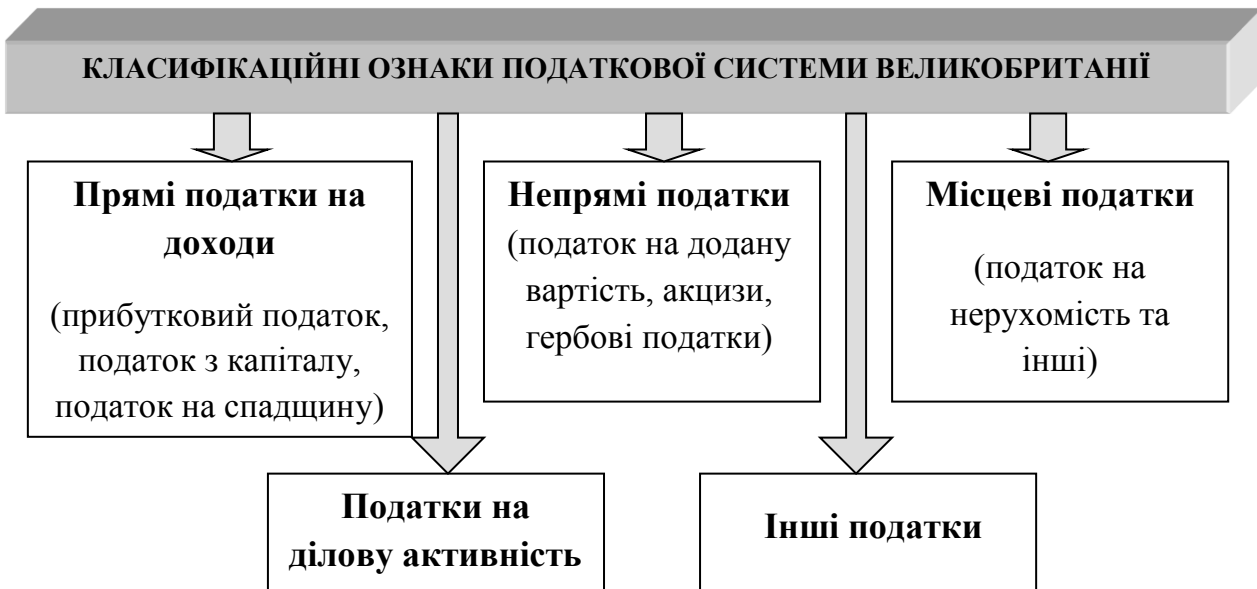 КЛАСИФІКАЦІЙНІ ОЗНАКИ ПОДАТКОВОЇ СИСТЕМИ ВЕЛИКОБРИТАНІЇ
Прямі податки на
доходи
(прибутковий податок,
податок з капіталу,
податок на спадщину)
Непрямі податки
(податок на додану
вартість, акцизи,
гербові податки)
Місцеві податки
(податок на
нерухомість та
інші)
Податки на
ділову активність
Інші податки